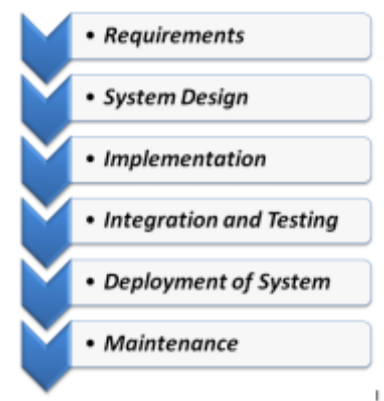 • Requirements
• System Design
• Implementation
• Integration and Testing
• Deployment of System
• Maintenance